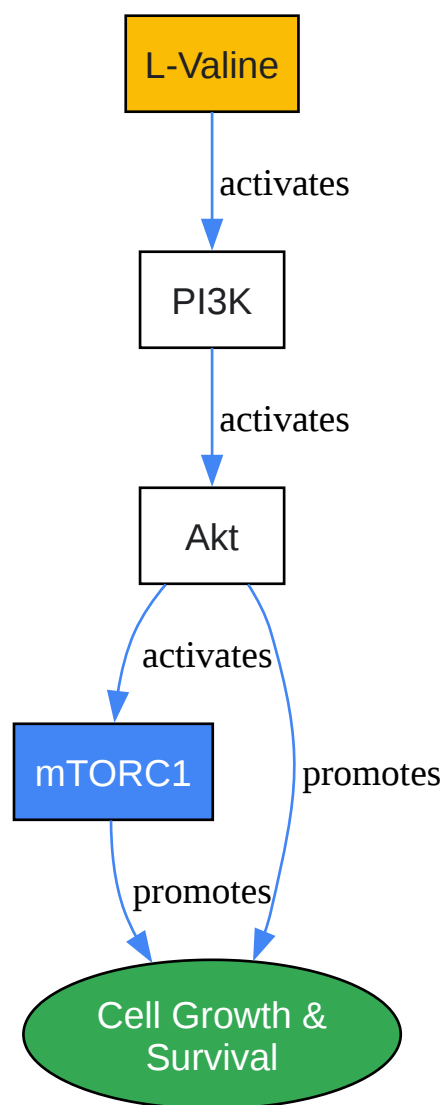 L-Valine
activates
PI3K
activates
Akt
activates
mTORC1
promotes
promotes
Cell Growth &
Survival